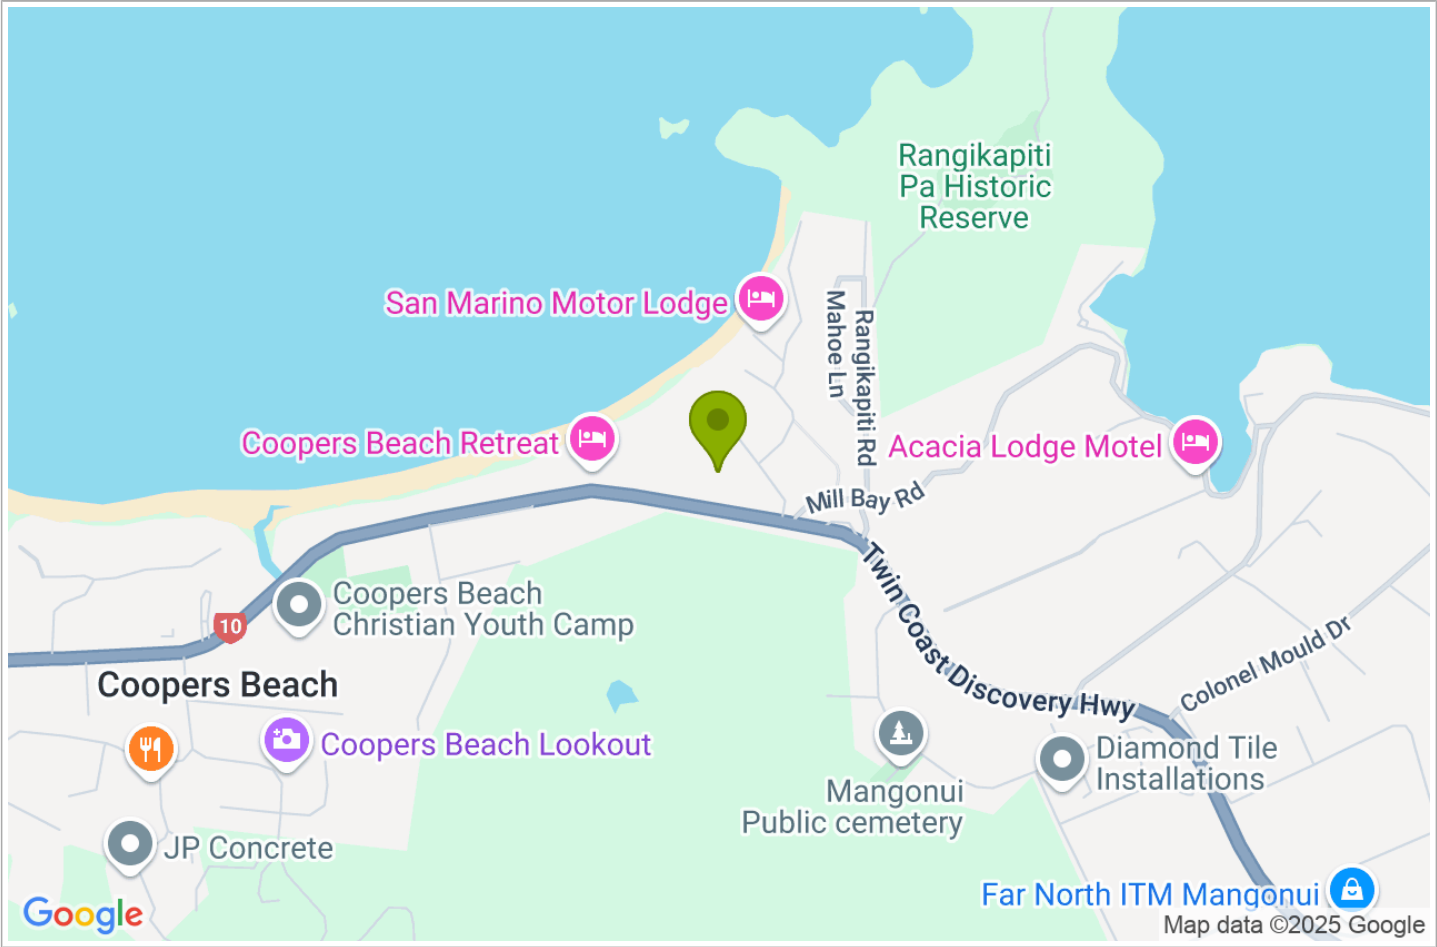 Rangikapiti
Pa Historic
Reserve
San Marino Motor Lodge
Mahoe Ln
Rangikapiti Rd
Coopers Beach Retreat
Acacia Lodge Motel
Mill Bay Rd
Twin Coast Discovery Hwy
Coopers Beach
Christian Youth Camp
10
Coopers Beach
Colonel Mould Dr
Coopers Beach Lookout
Diamond Tile
Installations
Mangonui
Public cemetery
JP Concrete
Far North ITM Mangonui
Google
Map data ©2025 Google